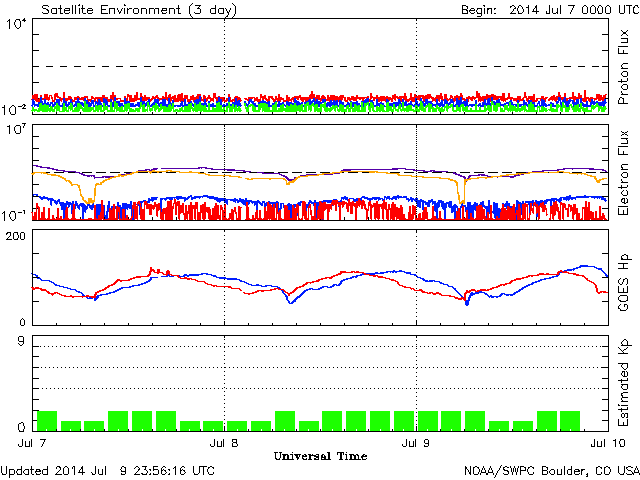 Satellite Environment (3 day) Begin: 2014 Jul 7 0000 UTC
10^4
10^-2
Proton Flux
10^7
10^-1
Electron Flux
200
0
GOES Hp
9
0
Estimated Kp
Jul 7 Jul 8 Jul 9 Jul 10
Universal Time
Updated 2014 Jul 9 23:56:16 UTC NOAA/SWPC Boulder, CO USA